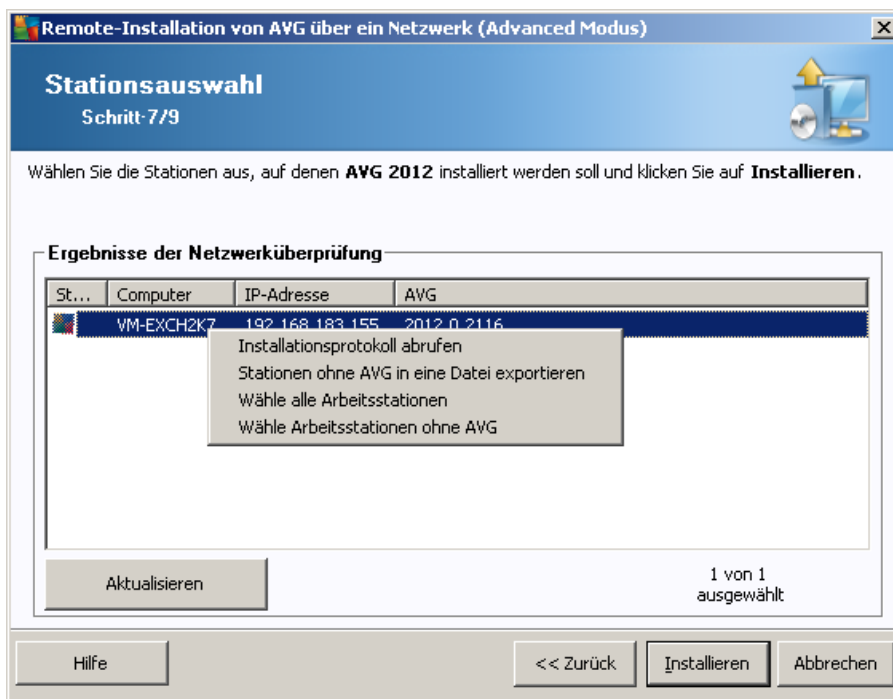 Remote-Installation von AVG über ein Netzwerk (Advanced Modus)
Stationsauswahl
Schritt-7/9
Wählen Sie die Stationen aus, auf denen AVG 2012 installiert werden soll und klicken Sie auf Installieren.
Ergebnisse der Netzwerküberprüfung
St... Computer IP-Adresse AVG
VM-EXCH2K7 192.168.183.155 2012.0.2116
Installationsprotokoll abrufen
Stationen ohne AVG in eine Datei exportieren
Wähle alle Arbeitsstationen
Wähle Arbeitsstationen ohne AVG
Aktualisieren
1 von 1
ausgewählt
Hilfe << Zurück Installieren Abbrechen